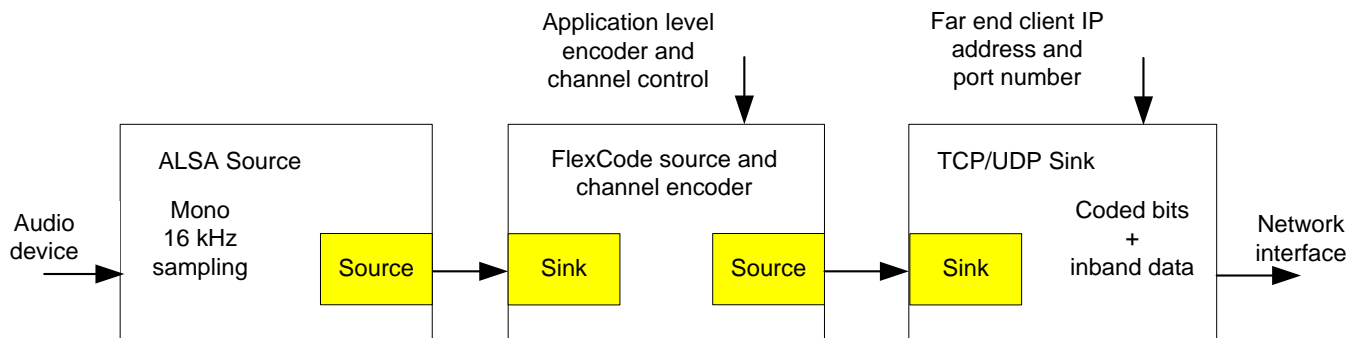 Application level
encoder and
channel control
Far end client IP
address and
port number
ALSA Source
FlexCode source and
channel encoder
TCP/UDP Sink
Audio
device
Mono
16 kHz
sampling
Source
Sink
Source
Sink
Coded bits
+
inband data
Network
interface